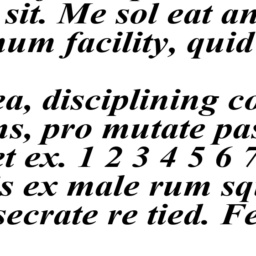 sit. Me sol eat an
num facility, quid
ea, disciplining co
ns, pro mutate pas
et ex. 1 2 3 4 5 6 7
is ex male rum squ
secrate re tied. Fe